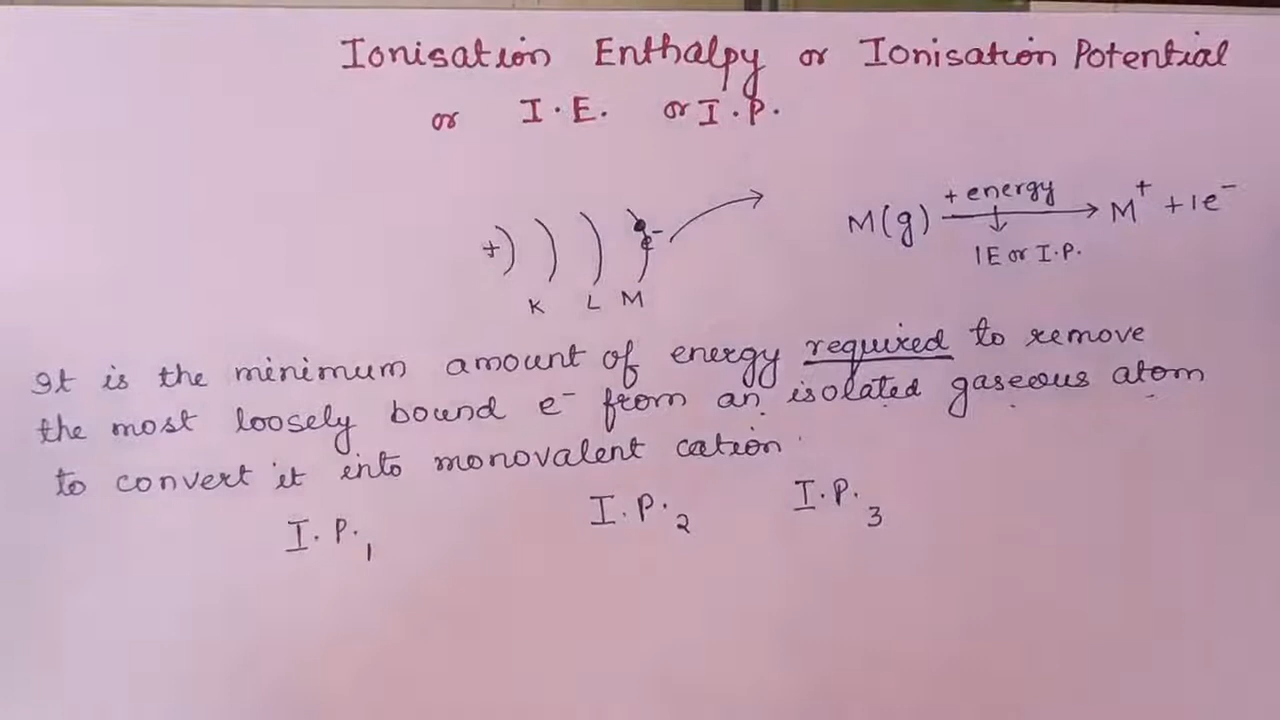 Ionisation Enthalpy or Ionisation Potential
or I.E. or I.P.
+) K L M e-
M(g) + energy → M+ + 1e-
IE or I.P.
It is the minimum amount of energy required to remove
the most loosely bound e- from an isolated gaseous atom
to convert it into monovalent cation.
I.P.1 I.P.2 I.P.3